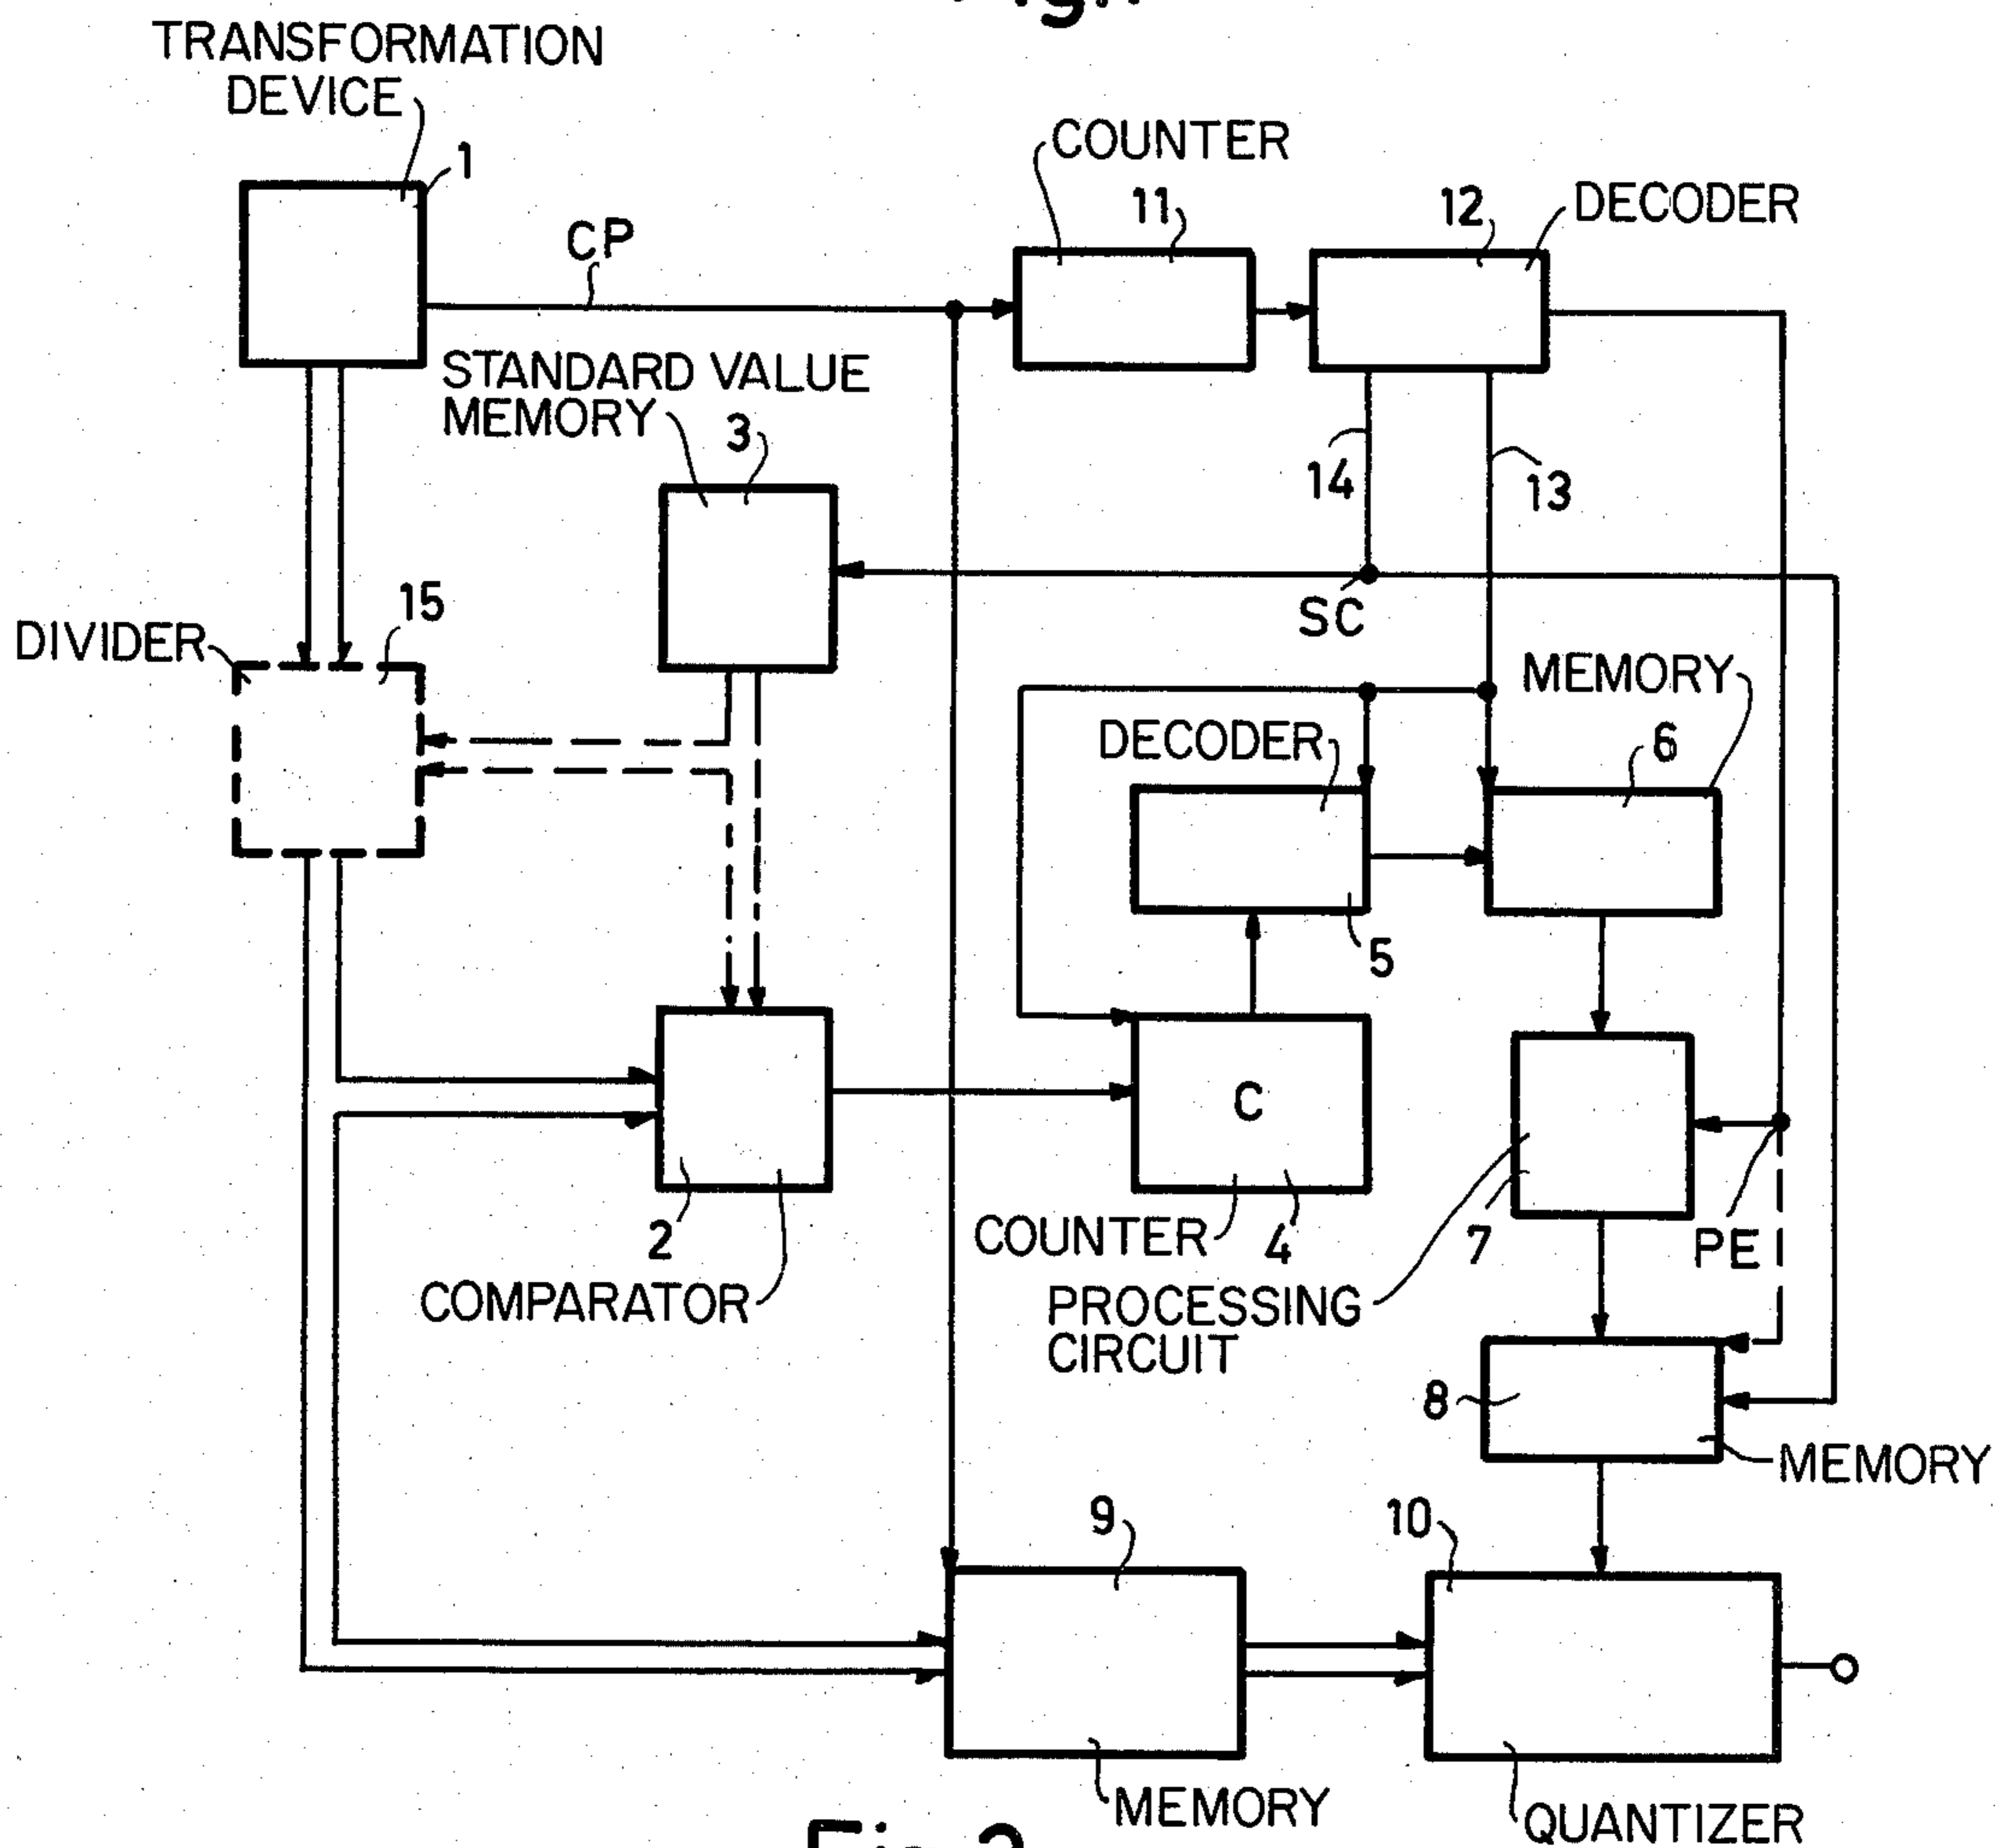 TRANSFORMATION
DEVICE
1
COUNTER
11
12
DECODER
CP
STANDARD VALUE
MEMORY
3
14
13
15
SC
DIVIDER
MEMORY
DECODER
6
5
C
2
COUNTER
4
7
PE
COMPARATOR
PROCESSING
CIRCUIT
8
MEMORY
9
10
MEMORY
QUANTIZER